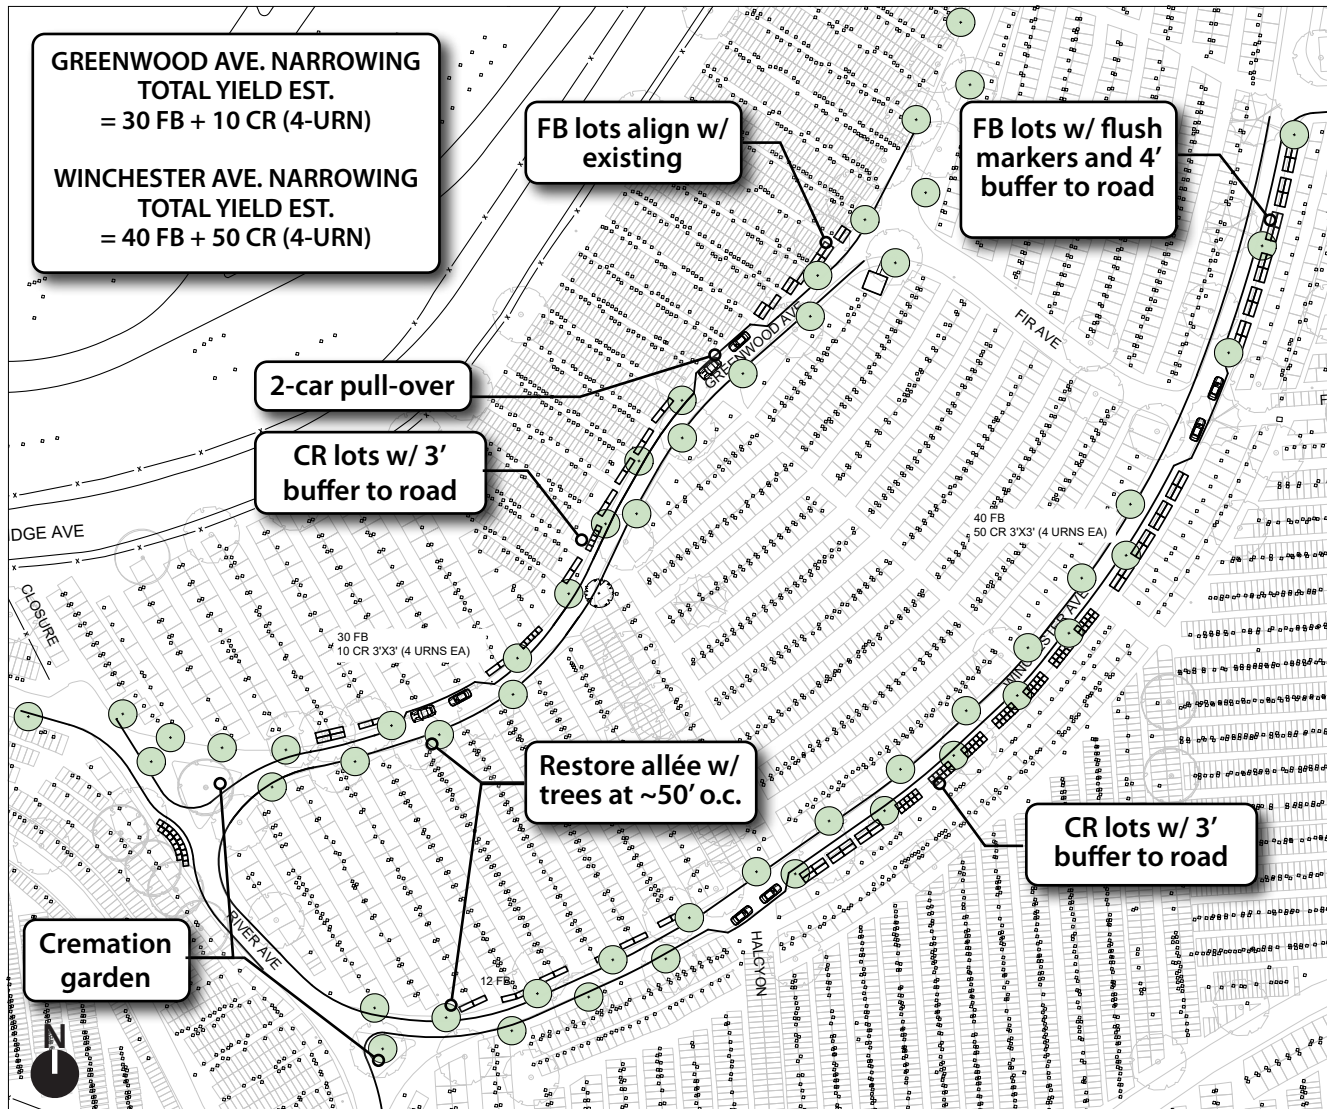 GREENWOOD AVE. NARROWING
TOTAL YIELD EST.
= 30 FB + 10 CR (4-URN)
WINCHESTER AVE. NARROWING
TOTAL YIELD EST.
= 40 FB + 50 CR (4-URN)
FB lots align w/
existing
FB lots w/ flush
markers and 4'
buffer to road
GREENWOOD AVE
FIR AVE
2-car pull-over
F
CR lots w/ 3'
buffer to road
IDGE AVE
40 FB
50 CR 3'X3' (4 URNS EA)
CLOSURE
30 FB
10 CR 3'X3' (4 URNS EA)
WINCHESTER AVE
Restore allée w/
trees at ~50' o.c.
CR lots w/ 3'
buffer to road
RIVER AVE
HALCYON
Cremation
garden
12 FB
N